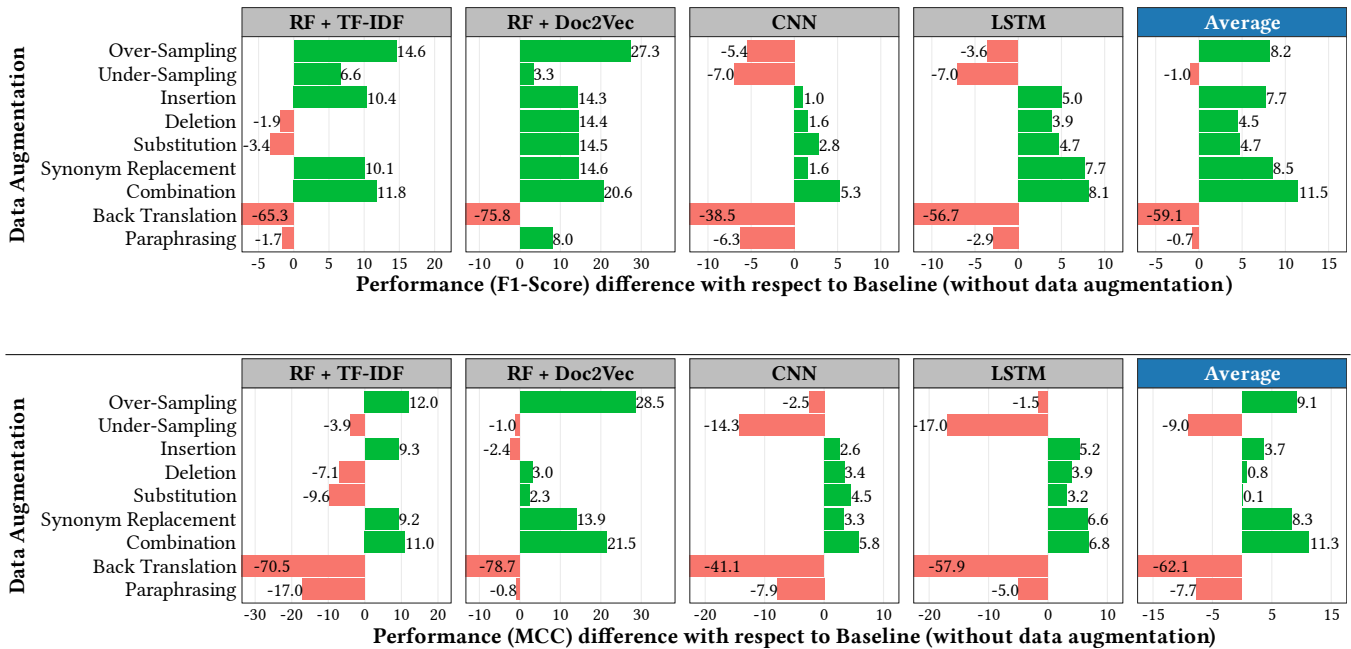 RF + TF-IDF RF + Doc2Vec CNN LSTM Average
Data Augmentation
Over-Sampling 14.6 27.3 -5.4 -3.6 8.2
Under-Sampling 6.6 3.3 -7.0 -7.0 -1.0
Insertion 10.4 14.3 1.0 5.0 7.7
Deletion -1.9 14.4 1.6 3.9 4.5
Substitution -3.4 14.5 2.8 4.7 4.7
Synonym Replacement 10.1 14.6 1.6 7.7 8.5
Combination 11.8 20.6 5.3 8.1 11.5
Back Translation -65.3 -75.8 -38.5 -56.7 -59.1
Paraphrasing -1.7 8.0 -6.3 -2.9 -0.7
-5 0 5 10 15 20 -10 0 10 20 30 -10 -5 0 5 10 -10 -5 0 5 10 -5 0 5 10 15
Performance (F1-Score) difference with respect to Baseline (without data augmentation)
RF + TF-IDF RF + Doc2Vec CNN LSTM Average
Data Augmentation
Over-Sampling 12.0 28.5 -2.5 -1.5 9.1
Under-Sampling -3.9 -1.0 -14.3 -17.0 -9.0
Insertion 9.3 -2.4 2.6 5.2 3.7
Deletion -7.1 3.0 3.4 3.9 0.8
Substitution -9.6 2.3 4.5 3.2 0.1
Synonym Replacement 9.2 13.9 3.3 6.6 8.3
Combination 11.0 21.5 5.8 6.8 11.3
Back Translation -70.5 -78.7 -41.1 -57.9 -62.1
Paraphrasing -17.0 -0.8 -7.9 -5.0 -7.7
-30 -20 -10 0 10 20 -10 0 10 20 30 -20 -10 0 10 -20 -10 0 10 -15 -5 5 15
Performance (MCC) difference with respect to Baseline (without data augmentation)